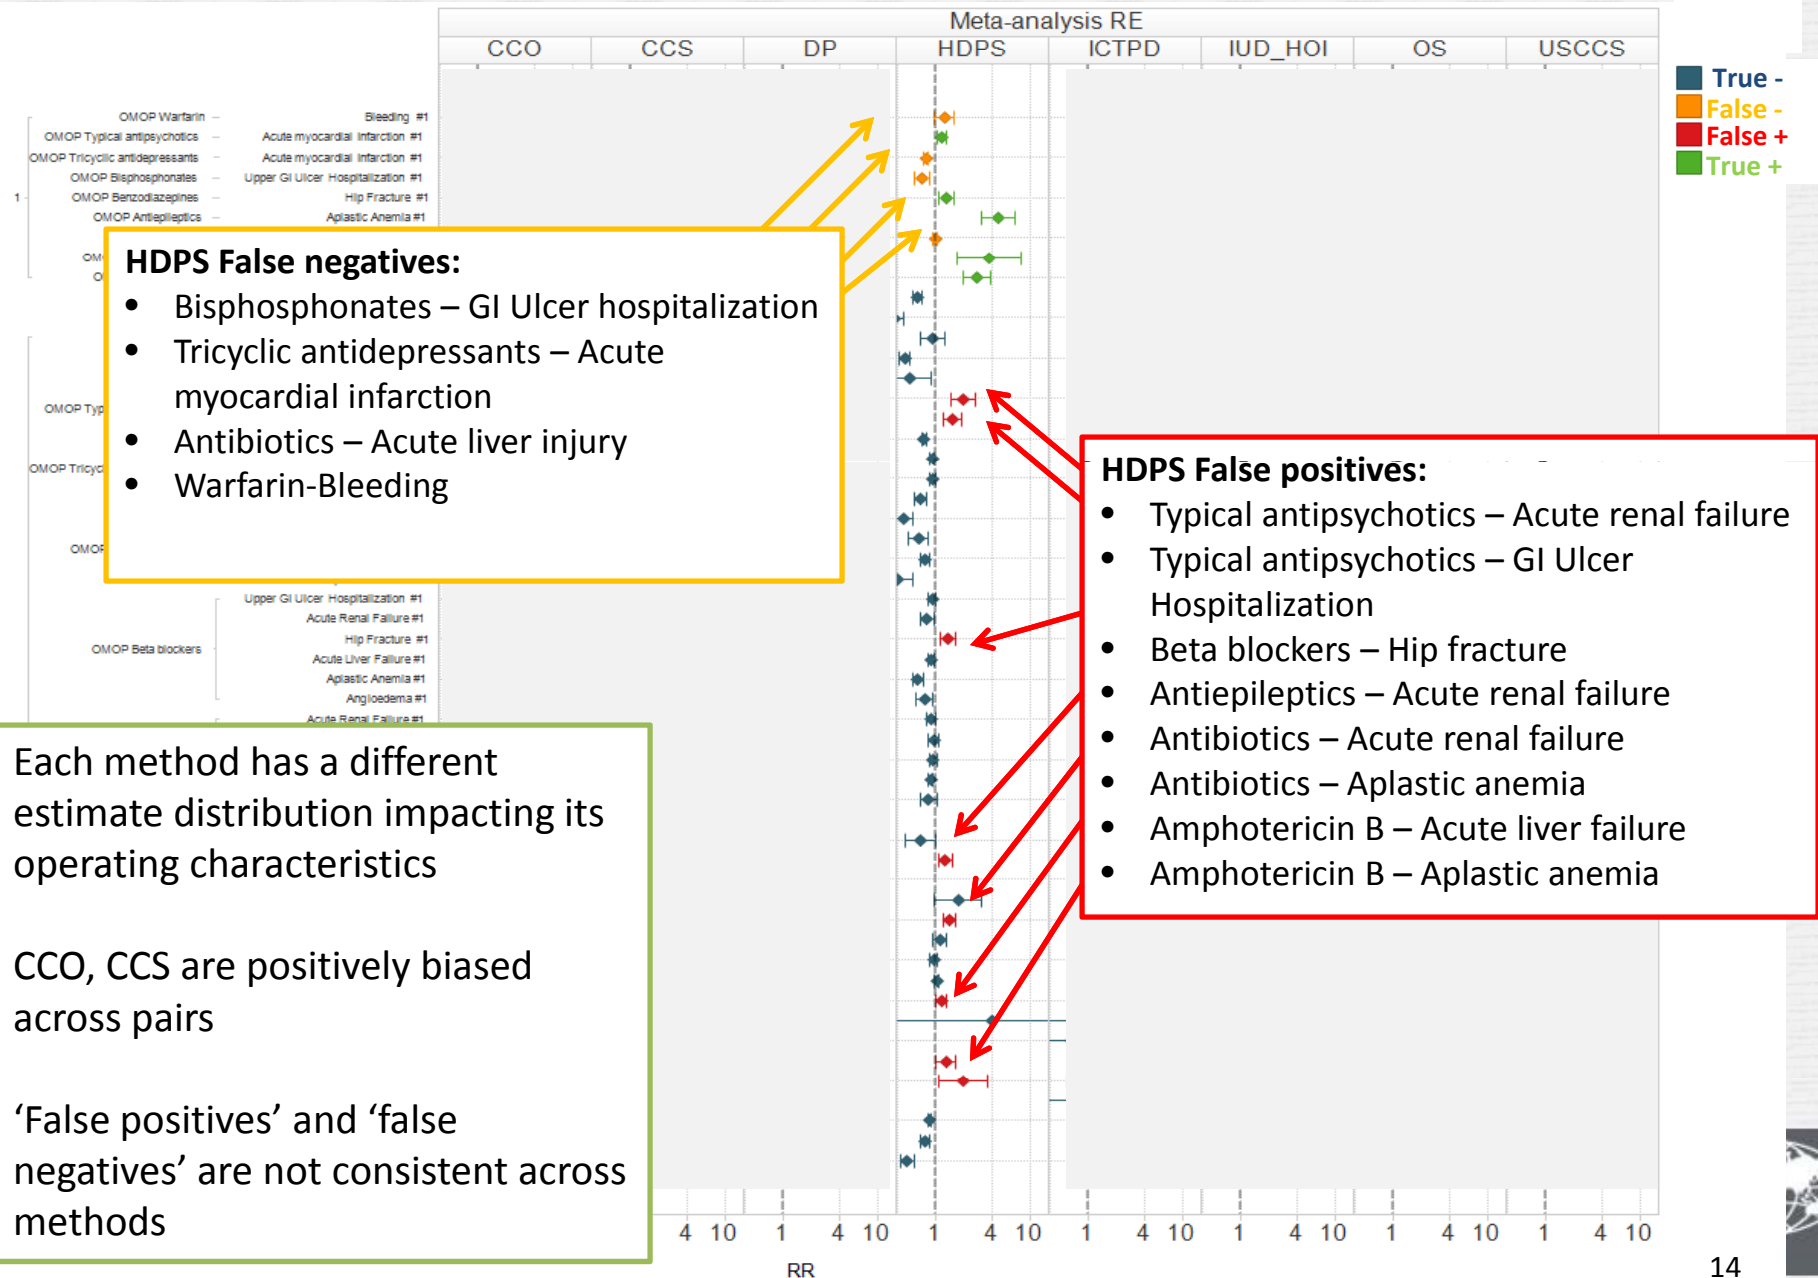 Meta-analysis RE
CCO CCS DP HDPS ICTPD IUD_HOI OS USCCS
True -
False -
False +
True +
OMOP Warfarin Bleeding #1
OMOP Typical antipsychotics Acute myocardial Infarction #1
OMOP Tricyclic antidepressants Acute myocardial Infarction #1
OMOP Bisphosphonates Upper GI Ulcer Hospitalization #1
1 OMOP Benzodiazepines Hip Fracture #1
OMOP Antiepileptics Aplastic Anemia #1
HDPS False negatives:
• Bisphosphonates – GI Ulcer hospitalization
• Tricyclic antidepressants – Acute
myocardial infarction
• Antibiotics – Acute liver injury
• Warfarin-Bleeding
OMOP Typ
OMOP Tricyc
HDPS False positives:
• Typical antipsychotics – Acute renal failure
• Typical antipsychotics – GI Ulcer
Hospitalization
• Beta blockers – Hip fracture
• Antiepileptics – Acute renal failure
• Antibiotics – Acute renal failure
• Antibiotics – Aplastic anemia
• Amphotericin B – Acute liver failure
• Amphotericin B – Aplastic anemia
Upper GI Ulcer Hospitalization #1
Acute Renal Failure #1
Hip Fracture #1
OMOP Beta blockers
Acute Liver Failure #1
Aplastic Anemia #1
Angioedema #1
Acute Renal Failure #1
Each method has a different
estimate distribution impacting its
operating characteristics
CCO, CCS are positively biased
across pairs
‘False positives’ and ‘false
negatives’ are not consistent across
methods
4 10 1 4 10 1 4 10 1 4 10 1 4 10 1 4 10 1 4 10
RR
14